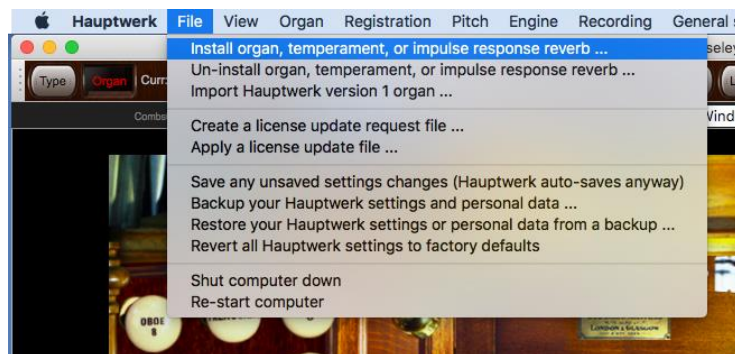 Hauptwerk File View Organ Registration Pitch Engine Recording General
Install organ, temperament, or impulse response reverb ...
Un-install organ, temperament, or impulse response reverb ...
Import Hauptwerk version 1 organ ...
Create a license update request file ...
Apply a license update file ...
Save any unsaved settings changes (Hauptwerk auto-saves anyway)
Backup your Hauptwerk settings and personal data ...
Restore your Hauptwerk settings or personal data from a backup ...
Revert all Hauptwerk settings to factory defaults
Shut computer down
Re-start computer
Type Organ Curr
OBOE
8
LONDON & GLASGOW